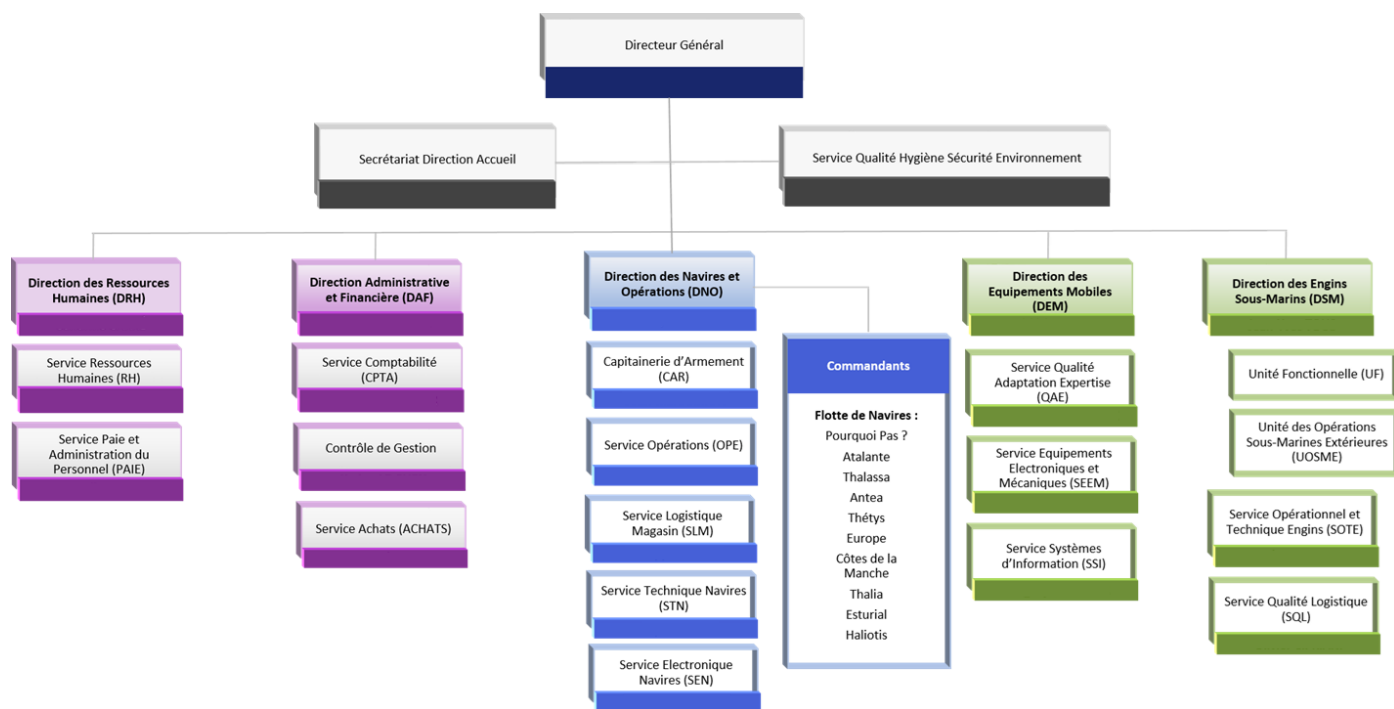 Directeur Général
Secrétariat Direction Accueil
Service Qualité Hygiène Sécurité Environnement
Direction des Ressources
Humaines (DRH)
Service Ressources
Humaines (RH)
Service Paie et
Administration du
Personnel (PAIE)
Direction Administrative
et Financière (DAF)
Service Comptabilité
(CPTA)
Contrôle de Gestion
Service Achats (ACHATS)
Direction des Navires et
Opérations (DNO)
Capitainerie d’Armement
(CAR)
Service Opérations (OPE)
Service Logistique
Magasin (SLM)
Service Technique Navires
(STN)
Service Electronique
Navires (SEN)
Commandants
Flotte de Navires :
Pourquoi Pas ?
Atalante
Thalassa
Antea
Thétys
Europe
Côtes de la
Manche
Thalia
Esturial
Haliotis
Direction des
Equipements Mobiles
(DEM)
Service Qualité
Adaptation Expertise
(QAE)
Service Equipements
Electroniques et
Mécaniques (SEEM)
Service Systèmes
d’Information (SSI)
Direction des Engins
Sous-Marins (DSM)
Unité Fonctionnelle (UF)
Unité des Opérations
Sous-Marines Extérieures
(UOSME)
Service Opérationnel et
Technique Engins (SOTE)
Service Qualité Logistique
(SQL)